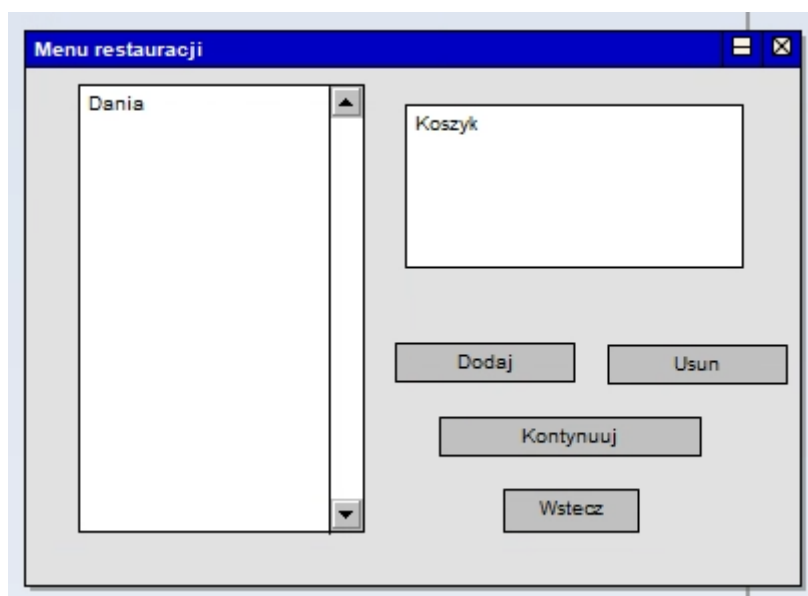 Menu restauracji
Dania
Koszyk
Dodaj
Usun
Kontynuuj
Wstecz